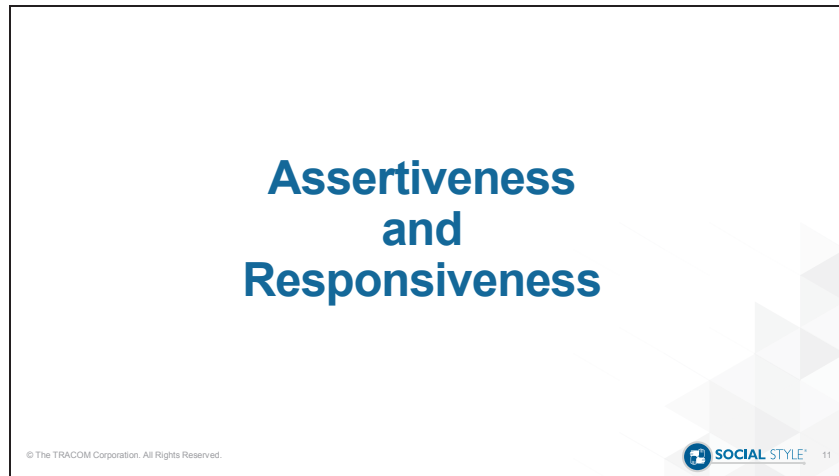 Assertiveness
and
Responsiveness
© The TRACOM Corporation. All Rights Reserved.
SOCIAL STYLE® 11